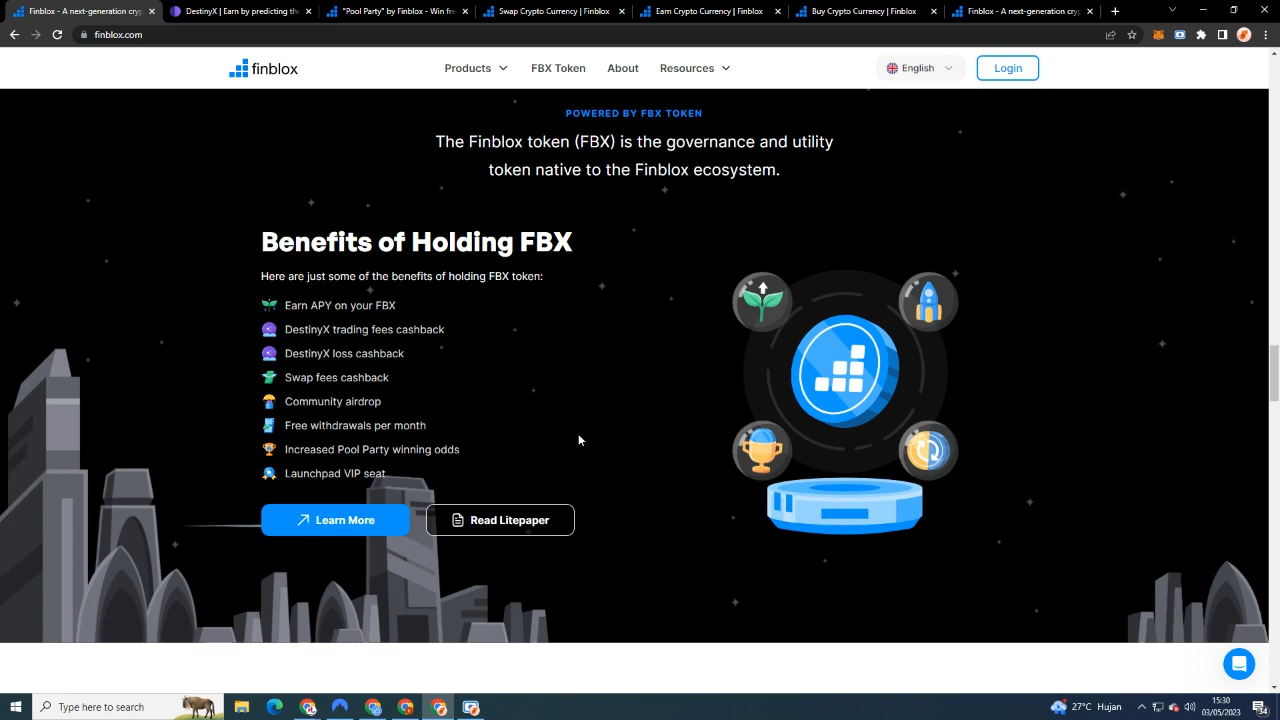 Finblox - A next-generation cryp
DestinyX | Earn by predicting the
"Pool Party" by Finblox - Win fre
Swap Crypto Currency | Finblox
Earn Crypto Currency | Finblox
Buy Crypto Currency | Finblox
Finblox - A next-generation cryp
finblox.com
finblox
Products
FBX Token
About
Resources
English
Login
POWERED BY FBX TOKEN
The Finblox token (FBX) is the governance and utility
token native to the Finblox ecosystem.
Benefits of Holding FBX
Here are just some of the benefits of holding FBX token:
Earn APY on your FBX
DestinyX trading fees cashback
DestinyX loss cashback
Swap fees cashback
Community airdrop
Free withdrawals per month
Increased Pool Party winning odds
Launchpad VIP seat
Learn More
Read Litepaper
Type here to search
27°C Hujan
15:30
03/05/2023